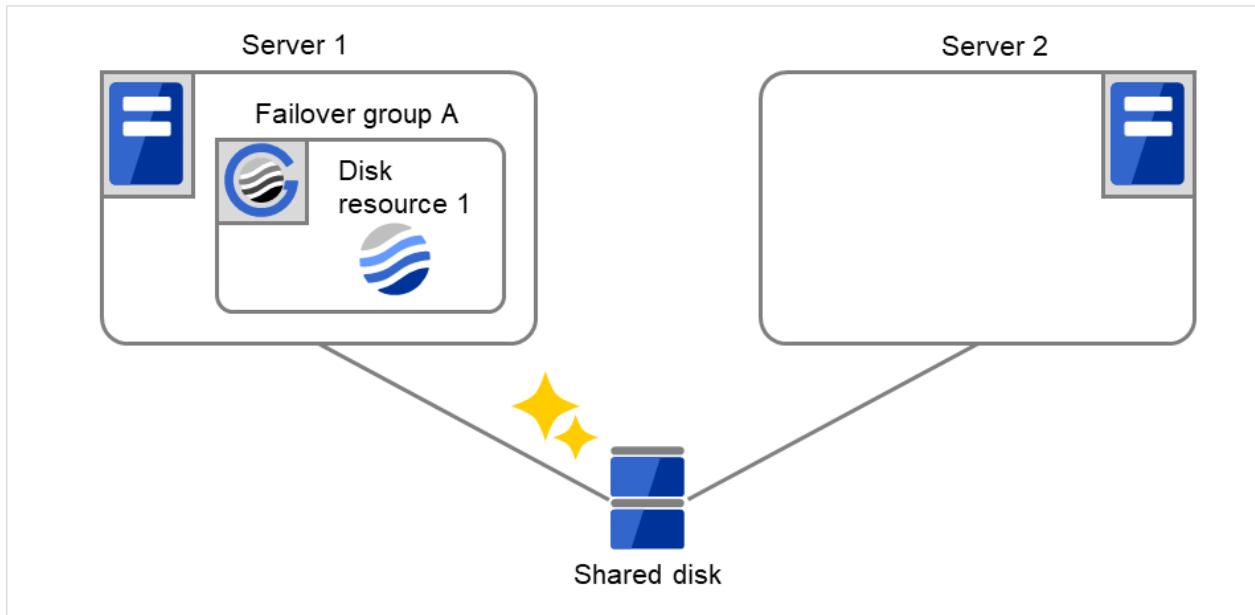 Server 1
Server 2
Failover group A
Disk
resource 1
Shared disk